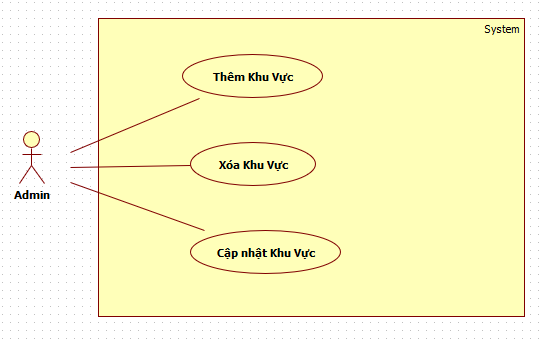 System
Thêm Khu Vực
Xóa Khu Vực
Admin
Cập nhật Khu Vực